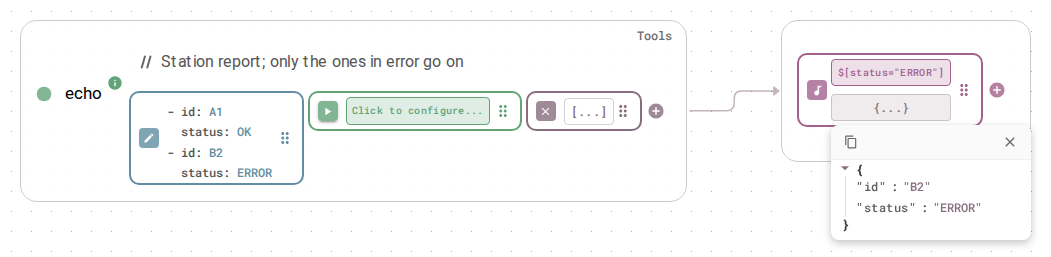 Tools
// Station report; only the ones in error go on
echo
- id: A1
status: OK
- id: B2
status: ERROR
Click to configure...
[...]
$[status="ERROR"]
{...}
{
"id" : "B2"
"status" : "ERROR"
}